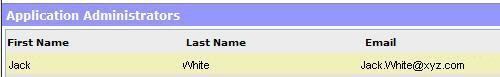 Application Administrators
First Name Last Name Email
Jack White Jack.White@xyz.com